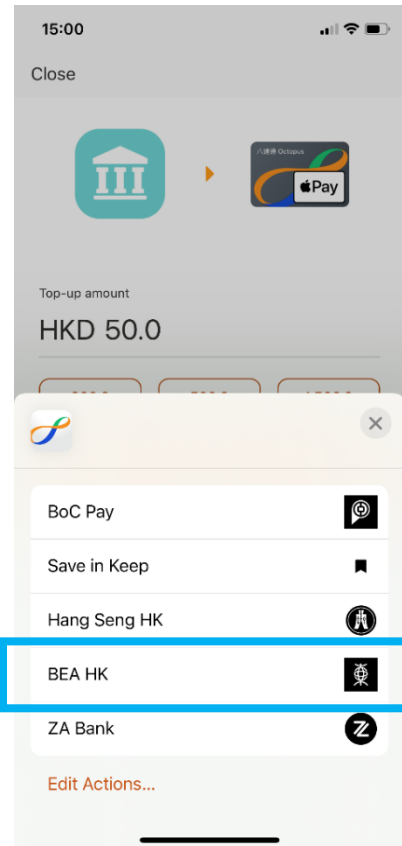 15:00
Close
八達通 Octopus
Pay
Top-up amount
HKD 50.0
BoC Pay
Save in Keep
Hang Seng HK
BEA HK
ZA Bank
Edit Actions...